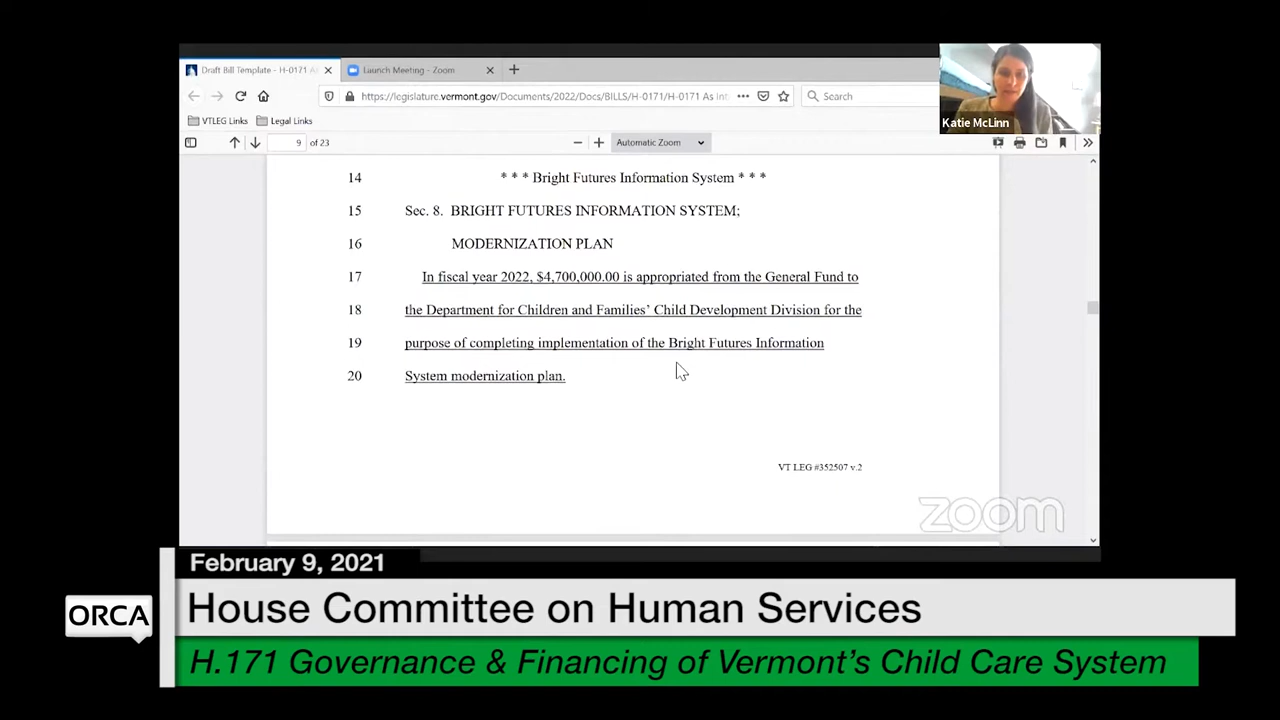 Draft Bill Template - H-0171 As
Launch Meeting - Zoom
https://legislature.vermont.gov/Documents/2022/Docs/BILLS/H-0171/H-0171 As Int
Search
VTLEG Links
Legal Links
Katie McLinn
9 of 23
Automatic Zoom
14 * * * Bright Futures Information System * * *
15 Sec. 8. BRIGHT FUTURES INFORMATION SYSTEM;
16 MODERNIZATION PLAN
17 In fiscal year 2022, $4,700,000.00 is appropriated from the General Fund to
18 the Department for Children and Families’ Child Development Division for the
19 purpose of completing implementation of the Bright Futures Information
20 System modernization plan.
VT LEG #352507 v.2
zoom
February 9, 2021
ORCA
House Committee on Human Services
H.171 Governance & Financing of Vermont’s Child Care System